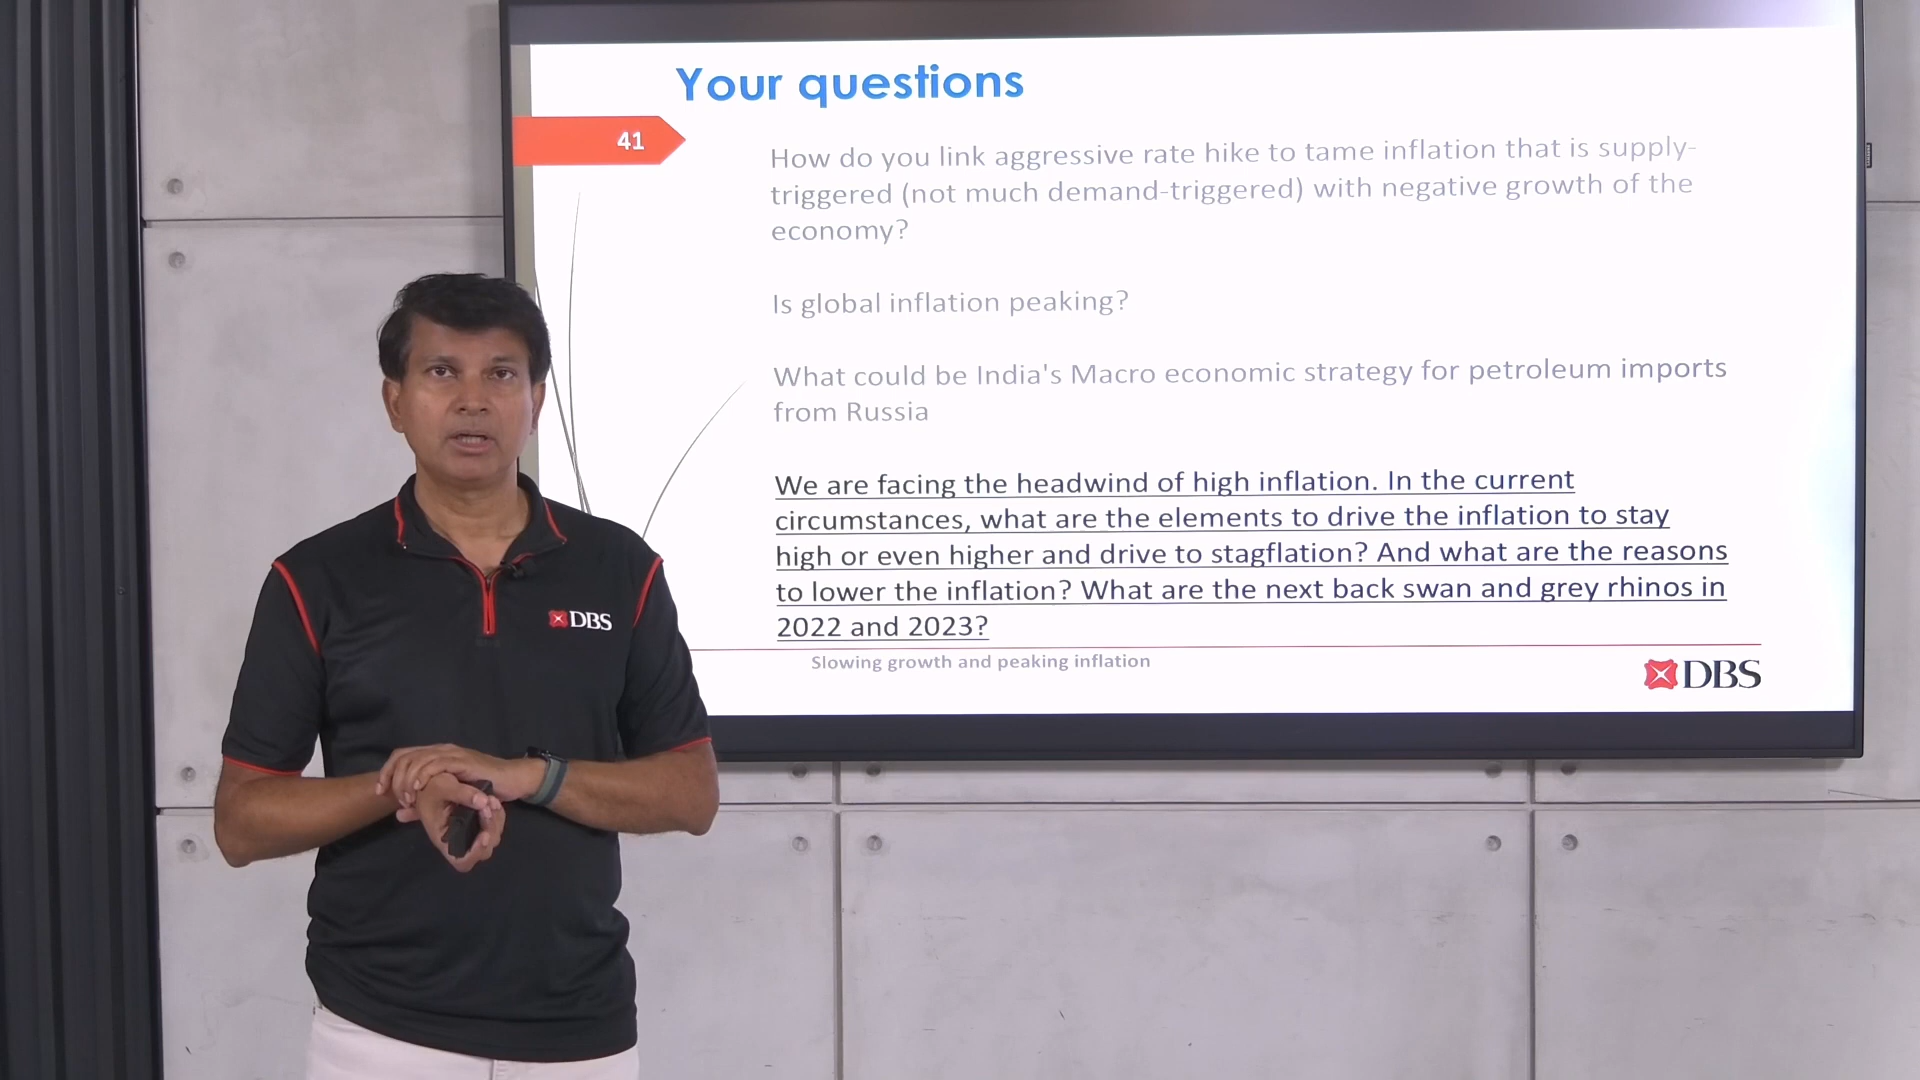 Your questions
41
How do you link aggressive rate hike to tame inflation that is supply-
triggered (not much demand-triggered) with negative growth of the
economy?
Is global inflation peaking?
What could be India's Macro economic strategy for petroleum imports
from Russia
We are facing the headwind of high inflation. In the current
circumstances, what are the elements to drive the inflation to stay
high or even higher and drive to stagflation? And what are the reasons
to lower the inflation? What are the next back swan and grey rhinos in
2022 and 2023?
Slowing growth and peaking inflation
DBS
DBS